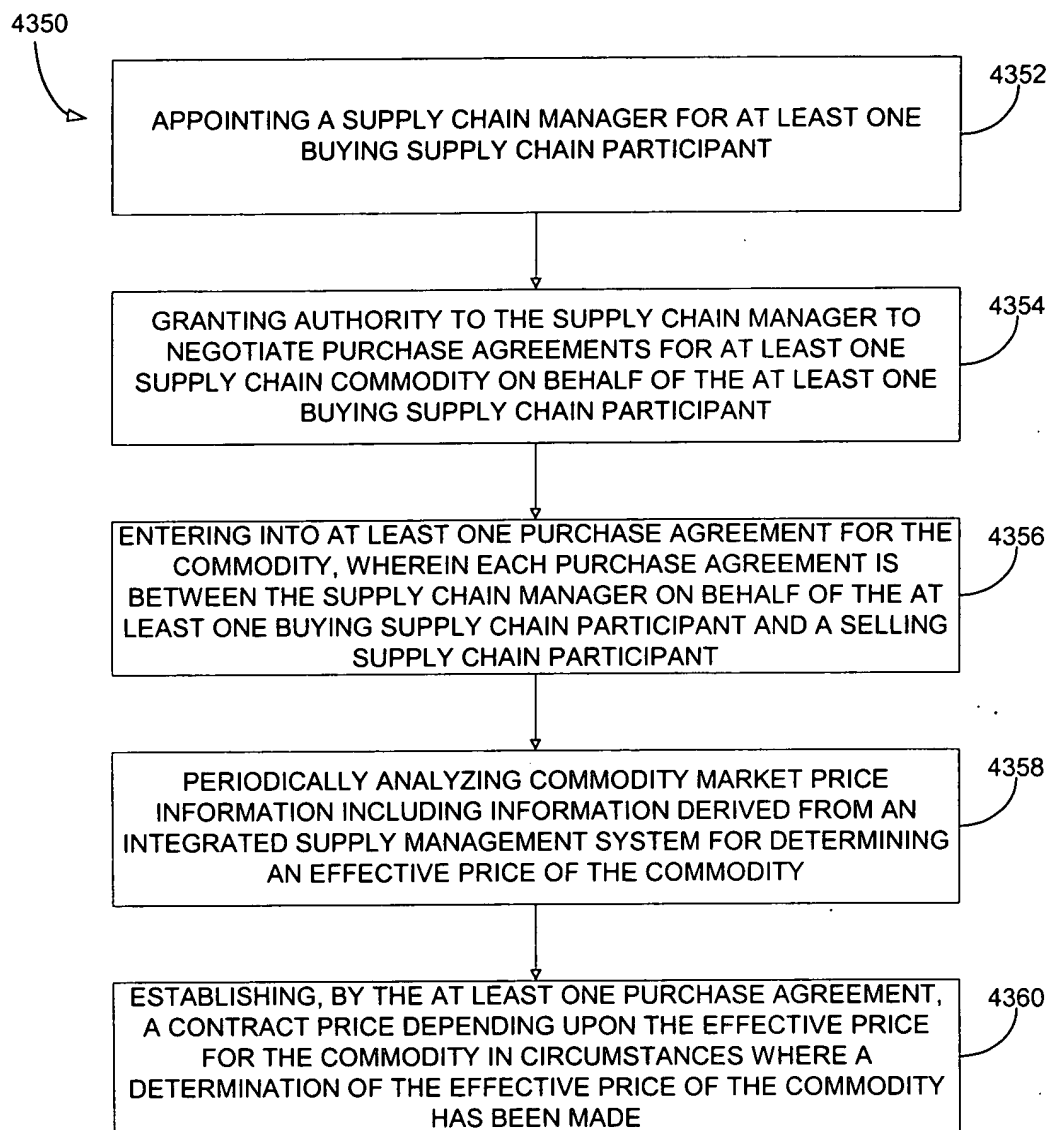 4350
4352
APPOINTING A SUPPLY CHAIN MANAGER FOR AT LEAST ONE
BUYING SUPPLY CHAIN PARTICIPANT
4354
GRANTING AUTHORITY TO THE SUPPLY CHAIN MANAGER TO
NEGOTIATE PURCHASE AGREEMENTS FOR AT LEAST ONE
SUPPLY CHAIN COMMODITY ON BEHALF OF THE AT LEAST ONE
BUYING SUPPLY CHAIN PARTICIPANT
4356
ENTERING INTO AT LEAST ONE PURCHASE AGREEMENT FOR THE
COMMODITY, WHEREIN EACH PURCHASE AGREEMENT IS
BETWEEN THE SUPPLY CHAIN MANAGER ON BEHALF OF THE AT
LEAST ONE BUYING SUPPLY CHAIN PARTICIPANT AND A SELLING
SUPPLY CHAIN PARTICIPANT
4358
PERIODICALLY ANALYZING COMMODITY MARKET PRICE
INFORMATION INCLUDING INFORMATION DERIVED FROM AN
INTEGRATED SUPPLY MANAGEMENT SYSTEM FOR DETERMINING
AN EFFECTIVE PRICE OF THE COMMODITY
4360
ESTABLISHING, BY THE AT LEAST ONE PURCHASE AGREEMENT,
A CONTRACT PRICE DEPENDING UPON THE EFFECTIVE PRICE
FOR THE COMMODITY IN CIRCUMSTANCES WHERE A
DETERMINATION OF THE EFFECTIVE PRICE OF THE COMMODITY
HAS BEEN MADE